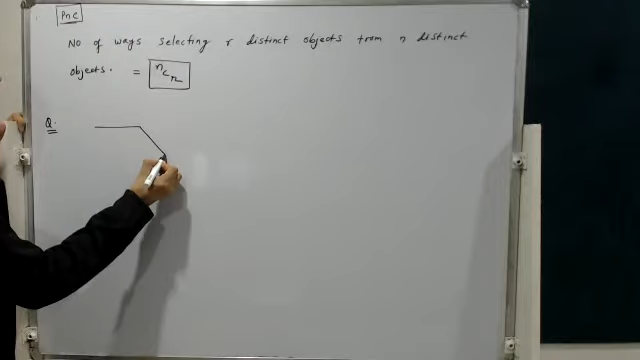 PnC
No of ways selecting r distinct objects from n distinct
objects. = nCr
Q.